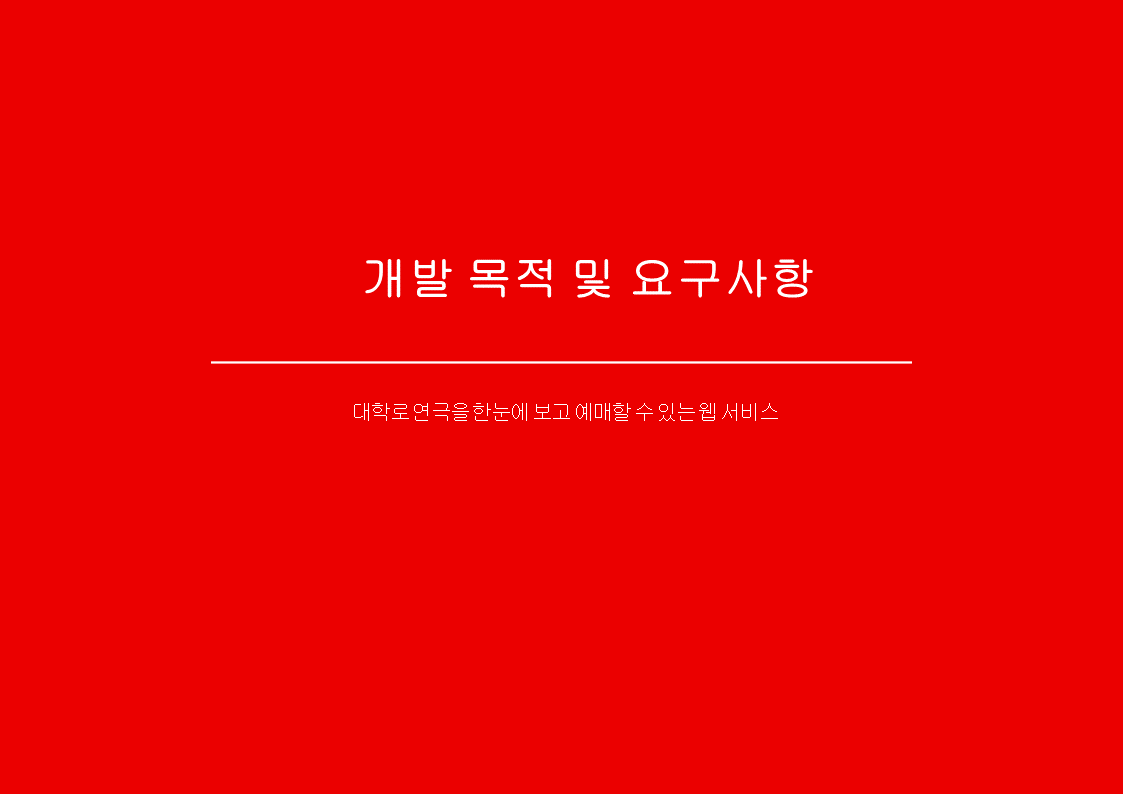 개발 목적 및 요구사항
대학로 연극을 한눈에 보고 예매할 수 있는 웹 서비스